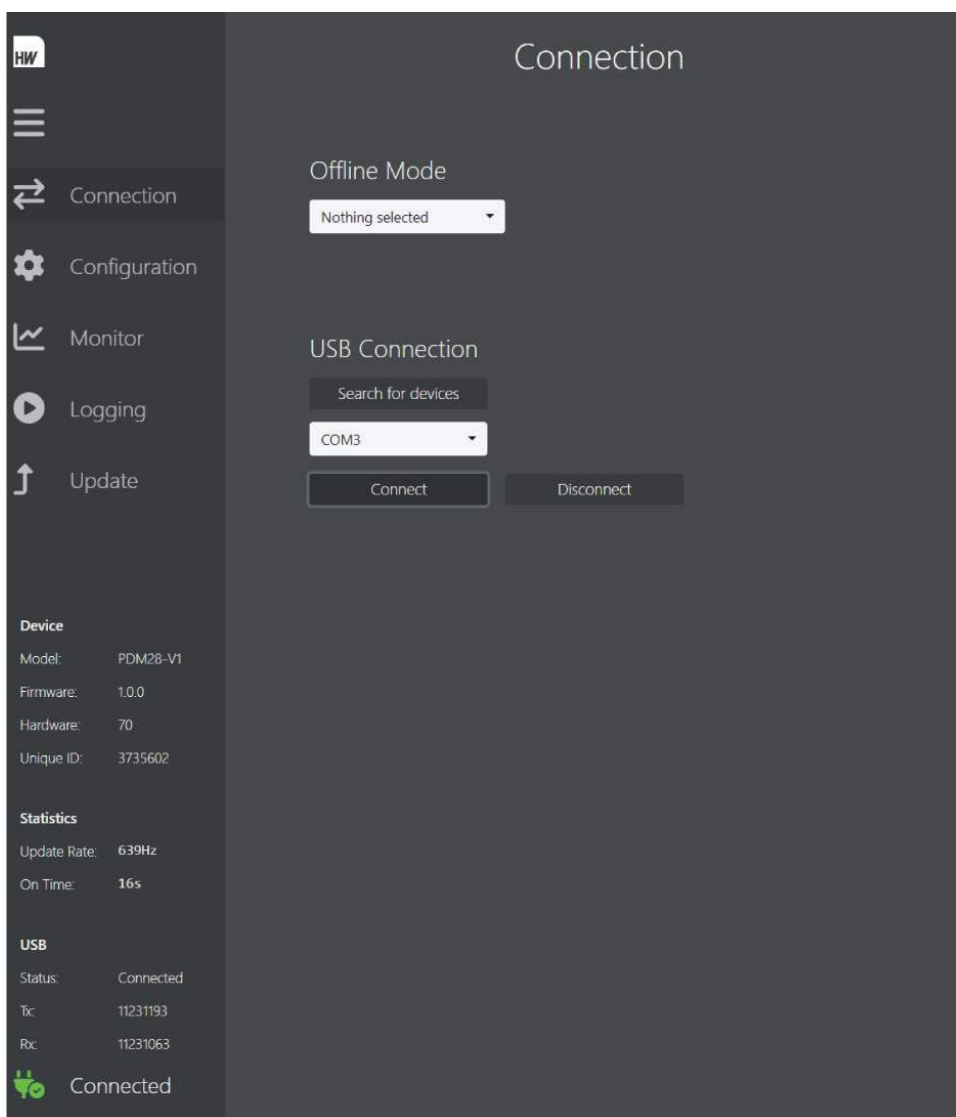 HW
Connection
Connection
Configuration
Monitor
Logging
Update
Offline Mode
Nothing selected
USB Connection
Search for devices
COM3
Connect Disconnect
Device
Model: PDM28-V1
Firmware: 1.0.0
Hardware: 70
Unique ID: 3735602
Statistics
Update Rate: 639Hz
On Time: 16s
USB
Status: Connected
Tx: 11231193
Rx: 11231063
Connected